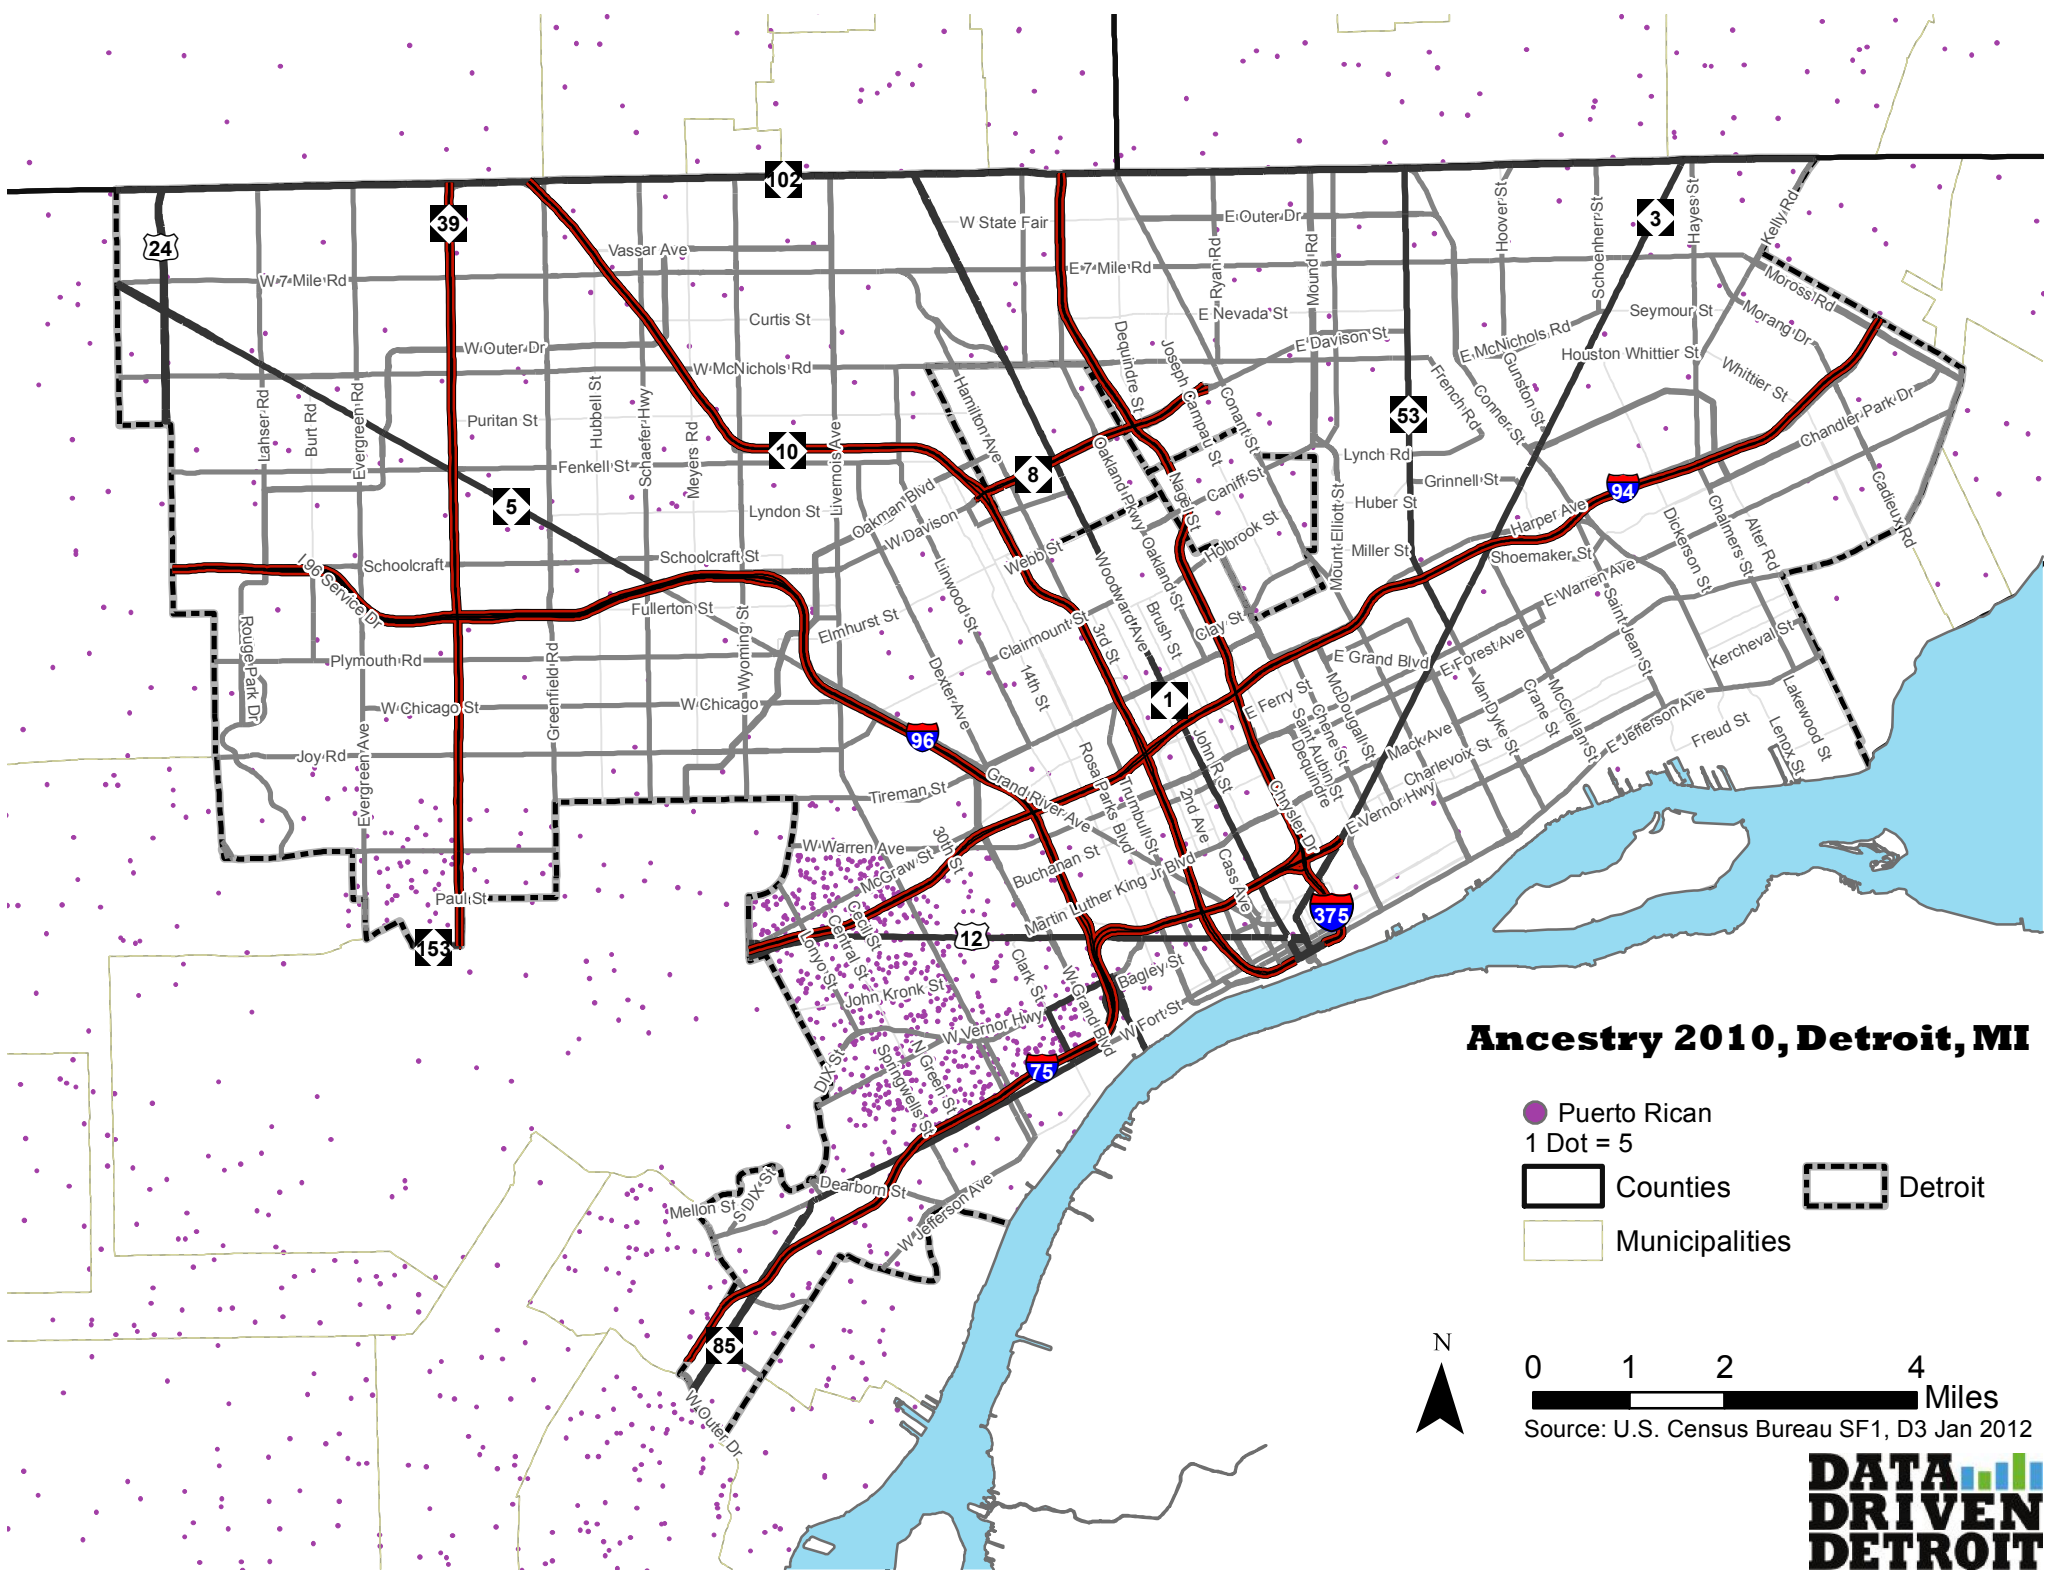 102
39
24
3
W State Fair
E Outer Dr
Hoover St
Schoenherr St
Hayes St
Kelly Rd
Vassar Ave
W 7 Mile Rd
E 7 Mile Rd
Ryan Rd
Mound Rd
Moross Rd
Curtis St
E Nevada St
Seymour St
Morang Dr
W Outer Dr
Dequindre St
Joseph Campau St
E Davison St
E McNichols Rd
Houston Whittier St
W McNichols Rd
Whittier St
Lahser Rd
Burt Rd
Evergreen Rd
Puritan St
Hubbell St
Schaefer Hwy
Meyers Rd
Livernois Ave
Hamilton Ave
Conant St
French Rd
Conner St
Gunston St
53
Chandler Park Dr
10
Fenkell St
8
Oakland Pkwy
Lynch Rd
5
Lyndon St
Oakman Blvd
W Davison
Nagel St
Caniff St
Grinnell St
Huber St
94
Harper Ave
Cadieux Rd
Dickerson St
Chalmers St
Alter Rd
I 96 Service Dr
Schoolcraft
Schoolcraft St
Webb St
Holbrook St
Mount Elliott St
Miller St
Shoemaker St
E Warren Ave
Fullerton St
Linwood St
Woodward Ave
Oakland St
Brush St
Clay St
Elmhurst St
Clairmount St
3rd St
Saint Jean St
Kercheval St
Rouge Park Dr
Plymouth Rd
Greenfield Rd
Wyoming St
Dexter Ave
14th St
E Grand Blvd
E Forest Ave
W Chicago St
W Chicago
1
E Ferry St
McDougall St
Chene St
Saint Aubin St
Dequindre
Van Dyke St
Crane St
McClellan St
E Jefferson Ave
Freud St
Lakewood St
Lenox St
96
Joy Rd
Evergreen Ave
Tireman St
Grand River Ave
Rosa Parks Blvd
Trumbull St
John R St
2nd Ave
Chrysler Dr
Mack Ave
Charlevoix St
E Vernor Hwy
W Warren Ave
McGraw St
30th St
Buchanan St
Martin Luther King Jr Blvd
Cass Ave
Paul St
153
375
12
Cecil St
Central St
Lonyo St
John Kronk St
Clark St
W Grand Blvd
Bagley St
W Vernor Hwy
W Fort St
DIX St
Springwells St
N Green St
75
Dearborn St
Mellon St
S DIX St
W Jefferson Ave
85
W Outer Dr
Ancestry 2010, Detroit, MI
Puerto Rican
1 Dot = 5
Counties
Detroit
Municipalities
N
0 1 2 4
Miles
Source: U.S. Census Bureau SF1, D3 Jan 2012
DATA
DRIVEN
DETROIT